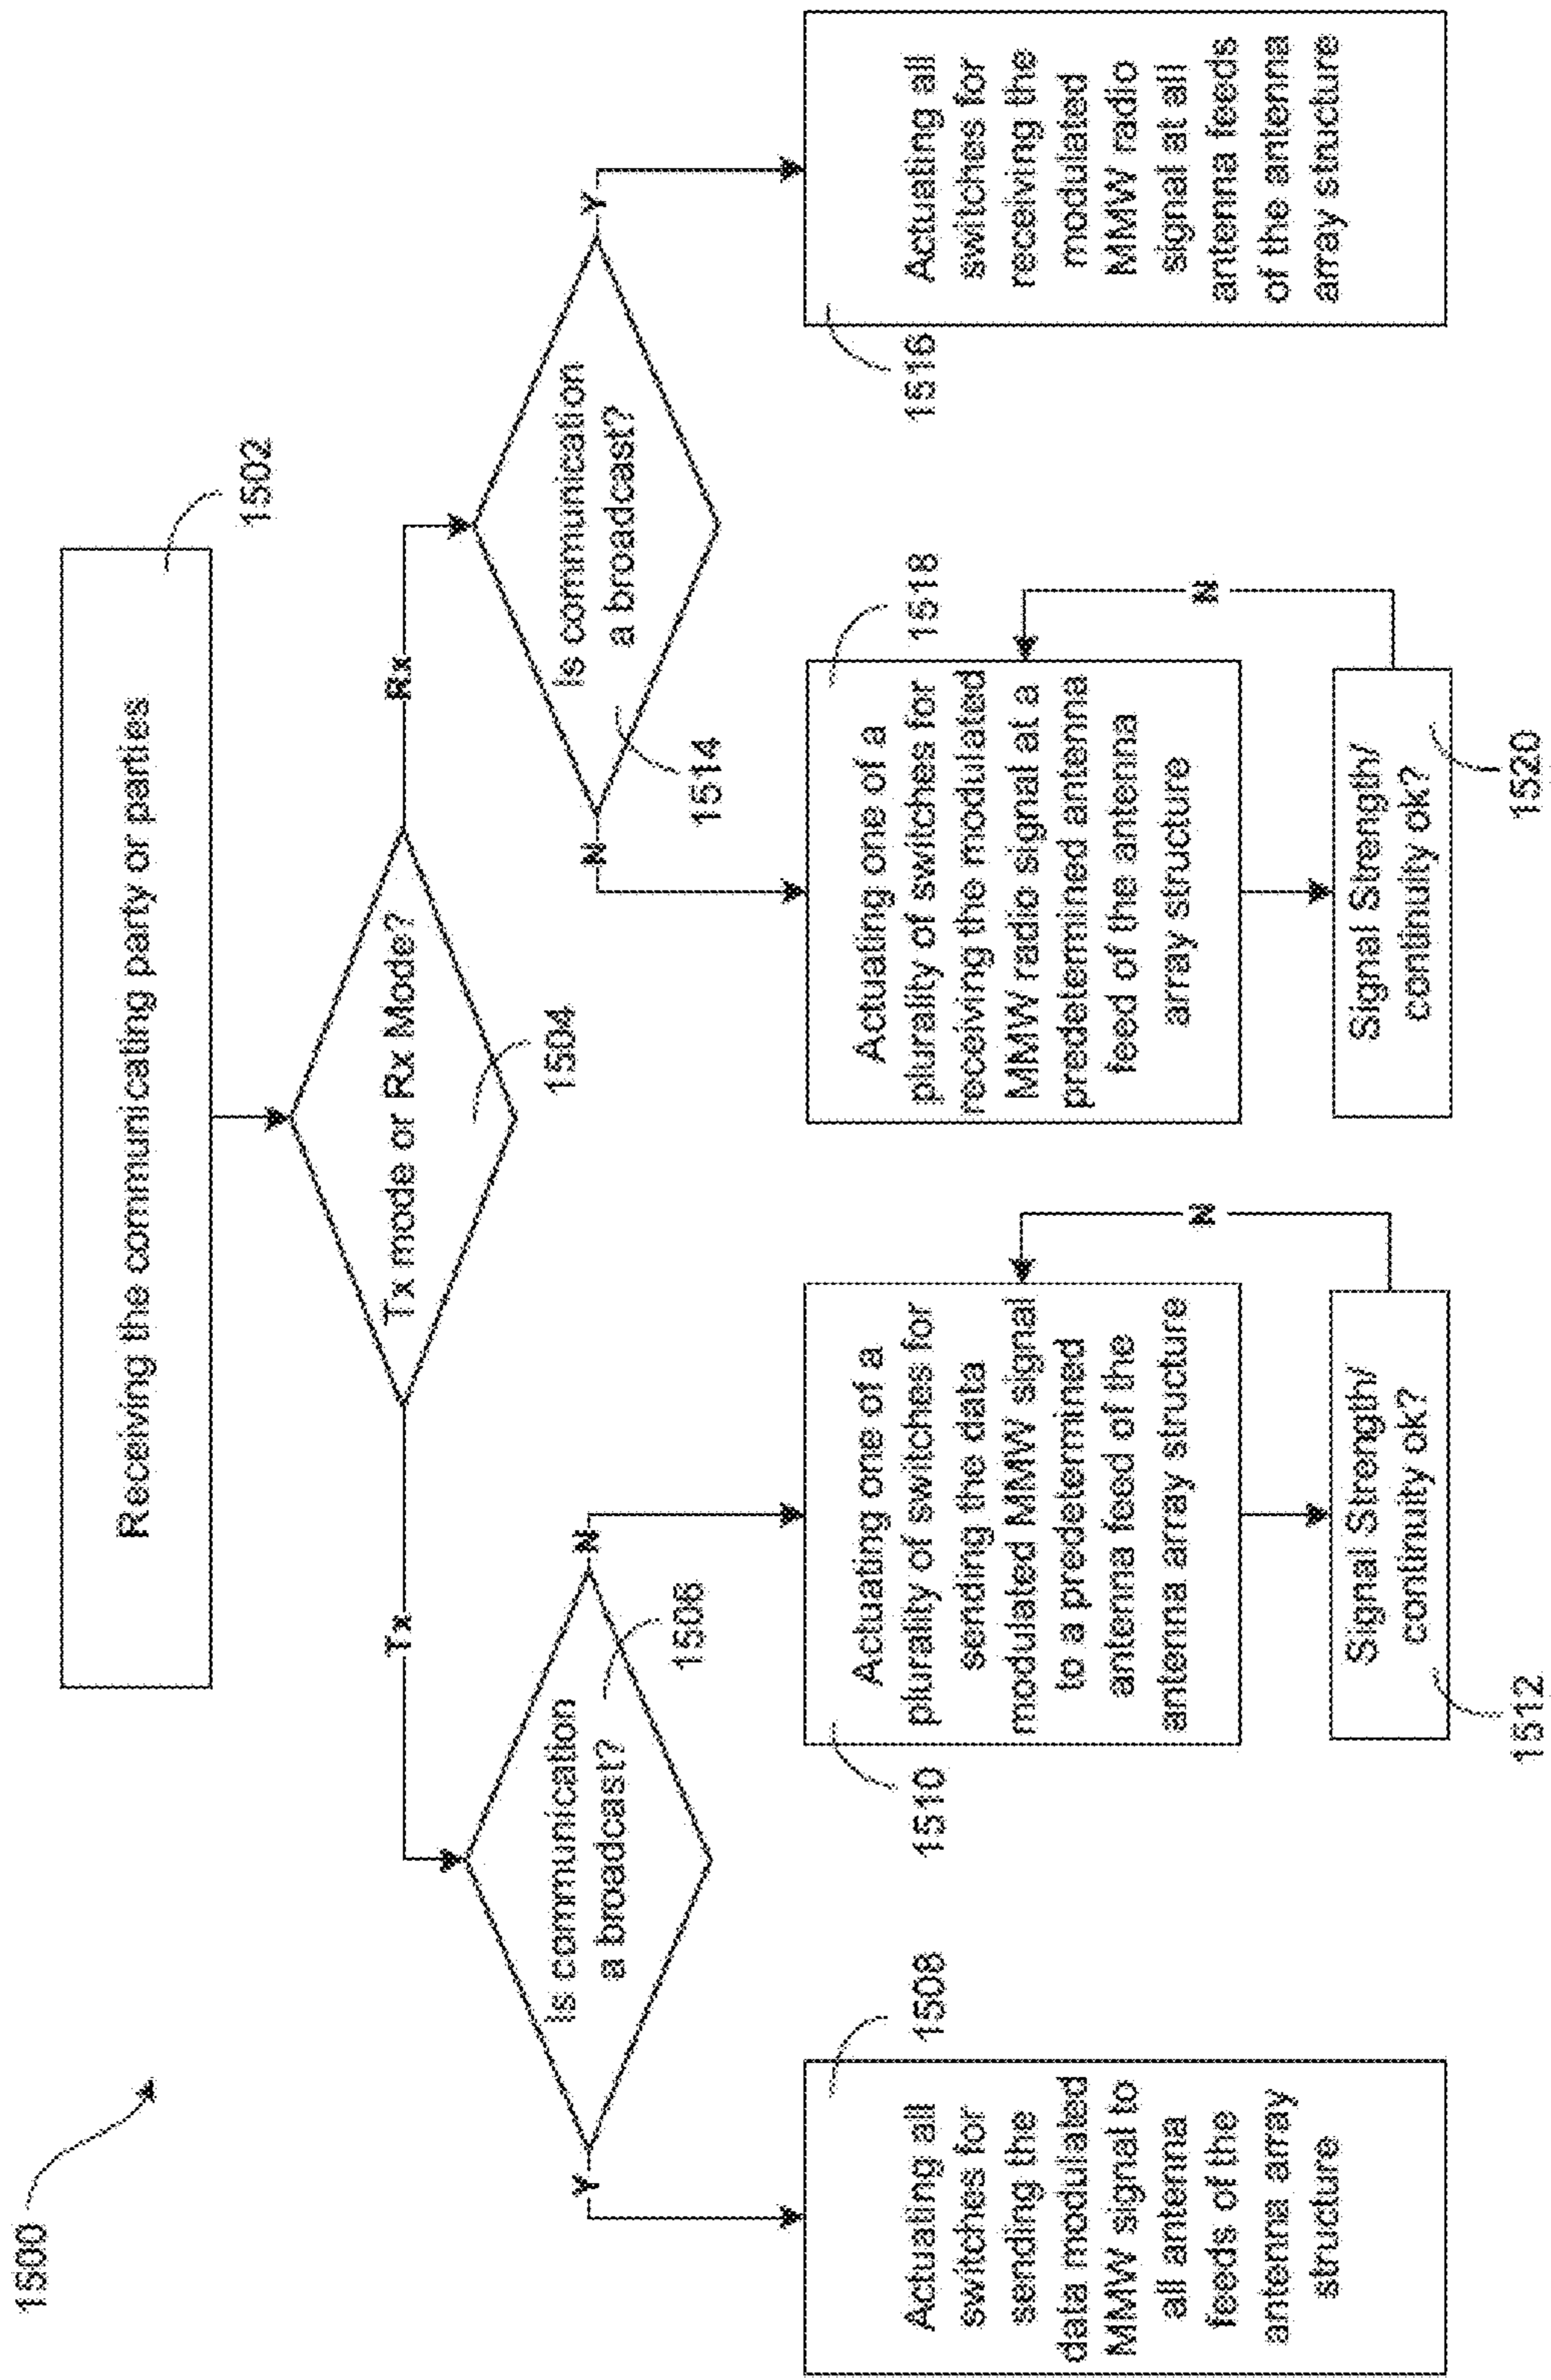 1500
Receiving the communicating party or parties
1502
Tx mode or Rx Mode?
1504
Tx
Rx
Is communication
a broadcast?
1506
Y
N
Is communication
a broadcast?
1514
N
Y
1508
Actuating all
switches for
sending the
data modulated
MMW signal to
all antenna
feeds of the
antenna array
structure
1510
Actuating one of a
plurality of switches for
sending the data
modulated MMW signal
to a predetermined
antenna feed of the
antenna array structure
N
Signal Strength/
continuity ok?
1512
1518
Actuating one of a
plurality of switches for
receiving the modulated
MMW radio signal at a
predetermined antenna
feed of the antenna
array structure
N
Signal Strength/
continuity ok?
1520
1516
Actuating all
switches for
receiving the
modulated
MMW radio
signal at all
antenna feeds
of the antenna
array structure